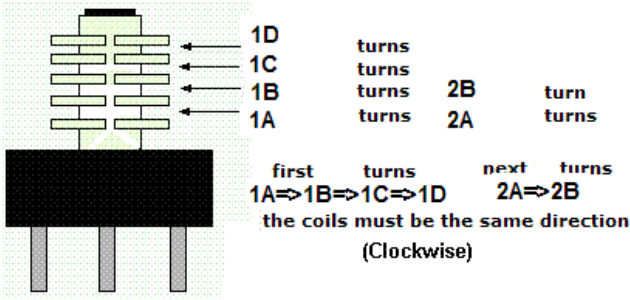 1D turns
1C turns
1B turns 2B turn
1A turns 2A turns
first turns next turns
1A=>1B=>1C=>1D 2A=>2B
the coils must be the same direction
(Clockwise)